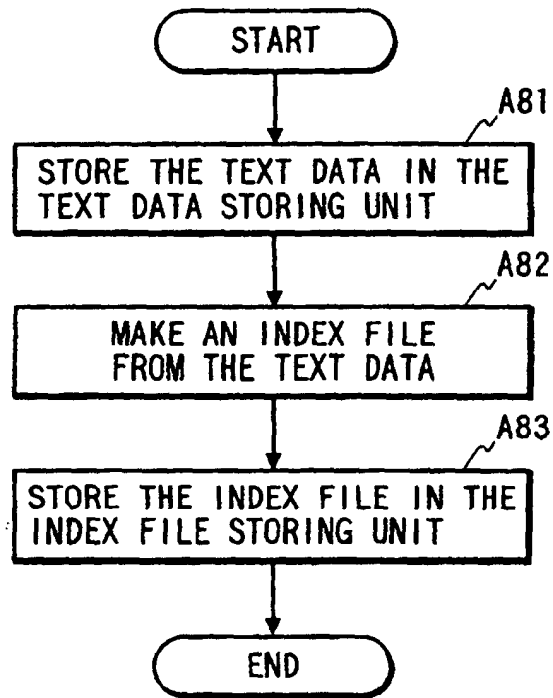 START
A81
STORE THE TEXT DATA IN THE
TEXT DATA STORING UNIT
A82
MAKE AN INDEX FILE
FROM THE TEXT DATA
A83
STORE THE INDEX FILE IN THE
INDEX FILE STORING UNIT
END